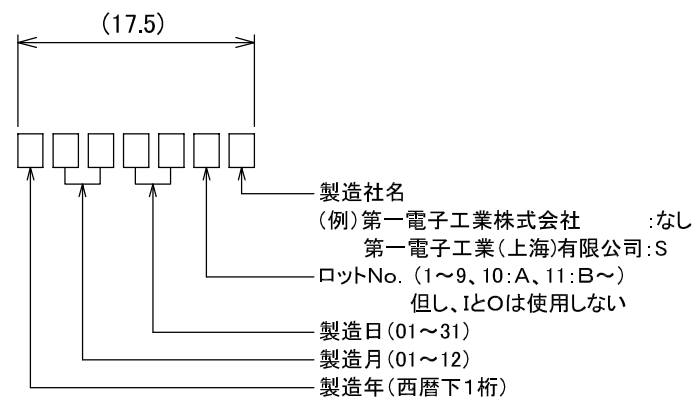 (17.5)
製造社名
(例)第一電子工業株式会社 :なし
第一電子工業(上海)有限公司:S
ロットNo. (1~9、10:A、11:B~)
但し、IとOは使用しない
製造日(01~31)
製造月(01~12)
製造年(西暦下1桁)